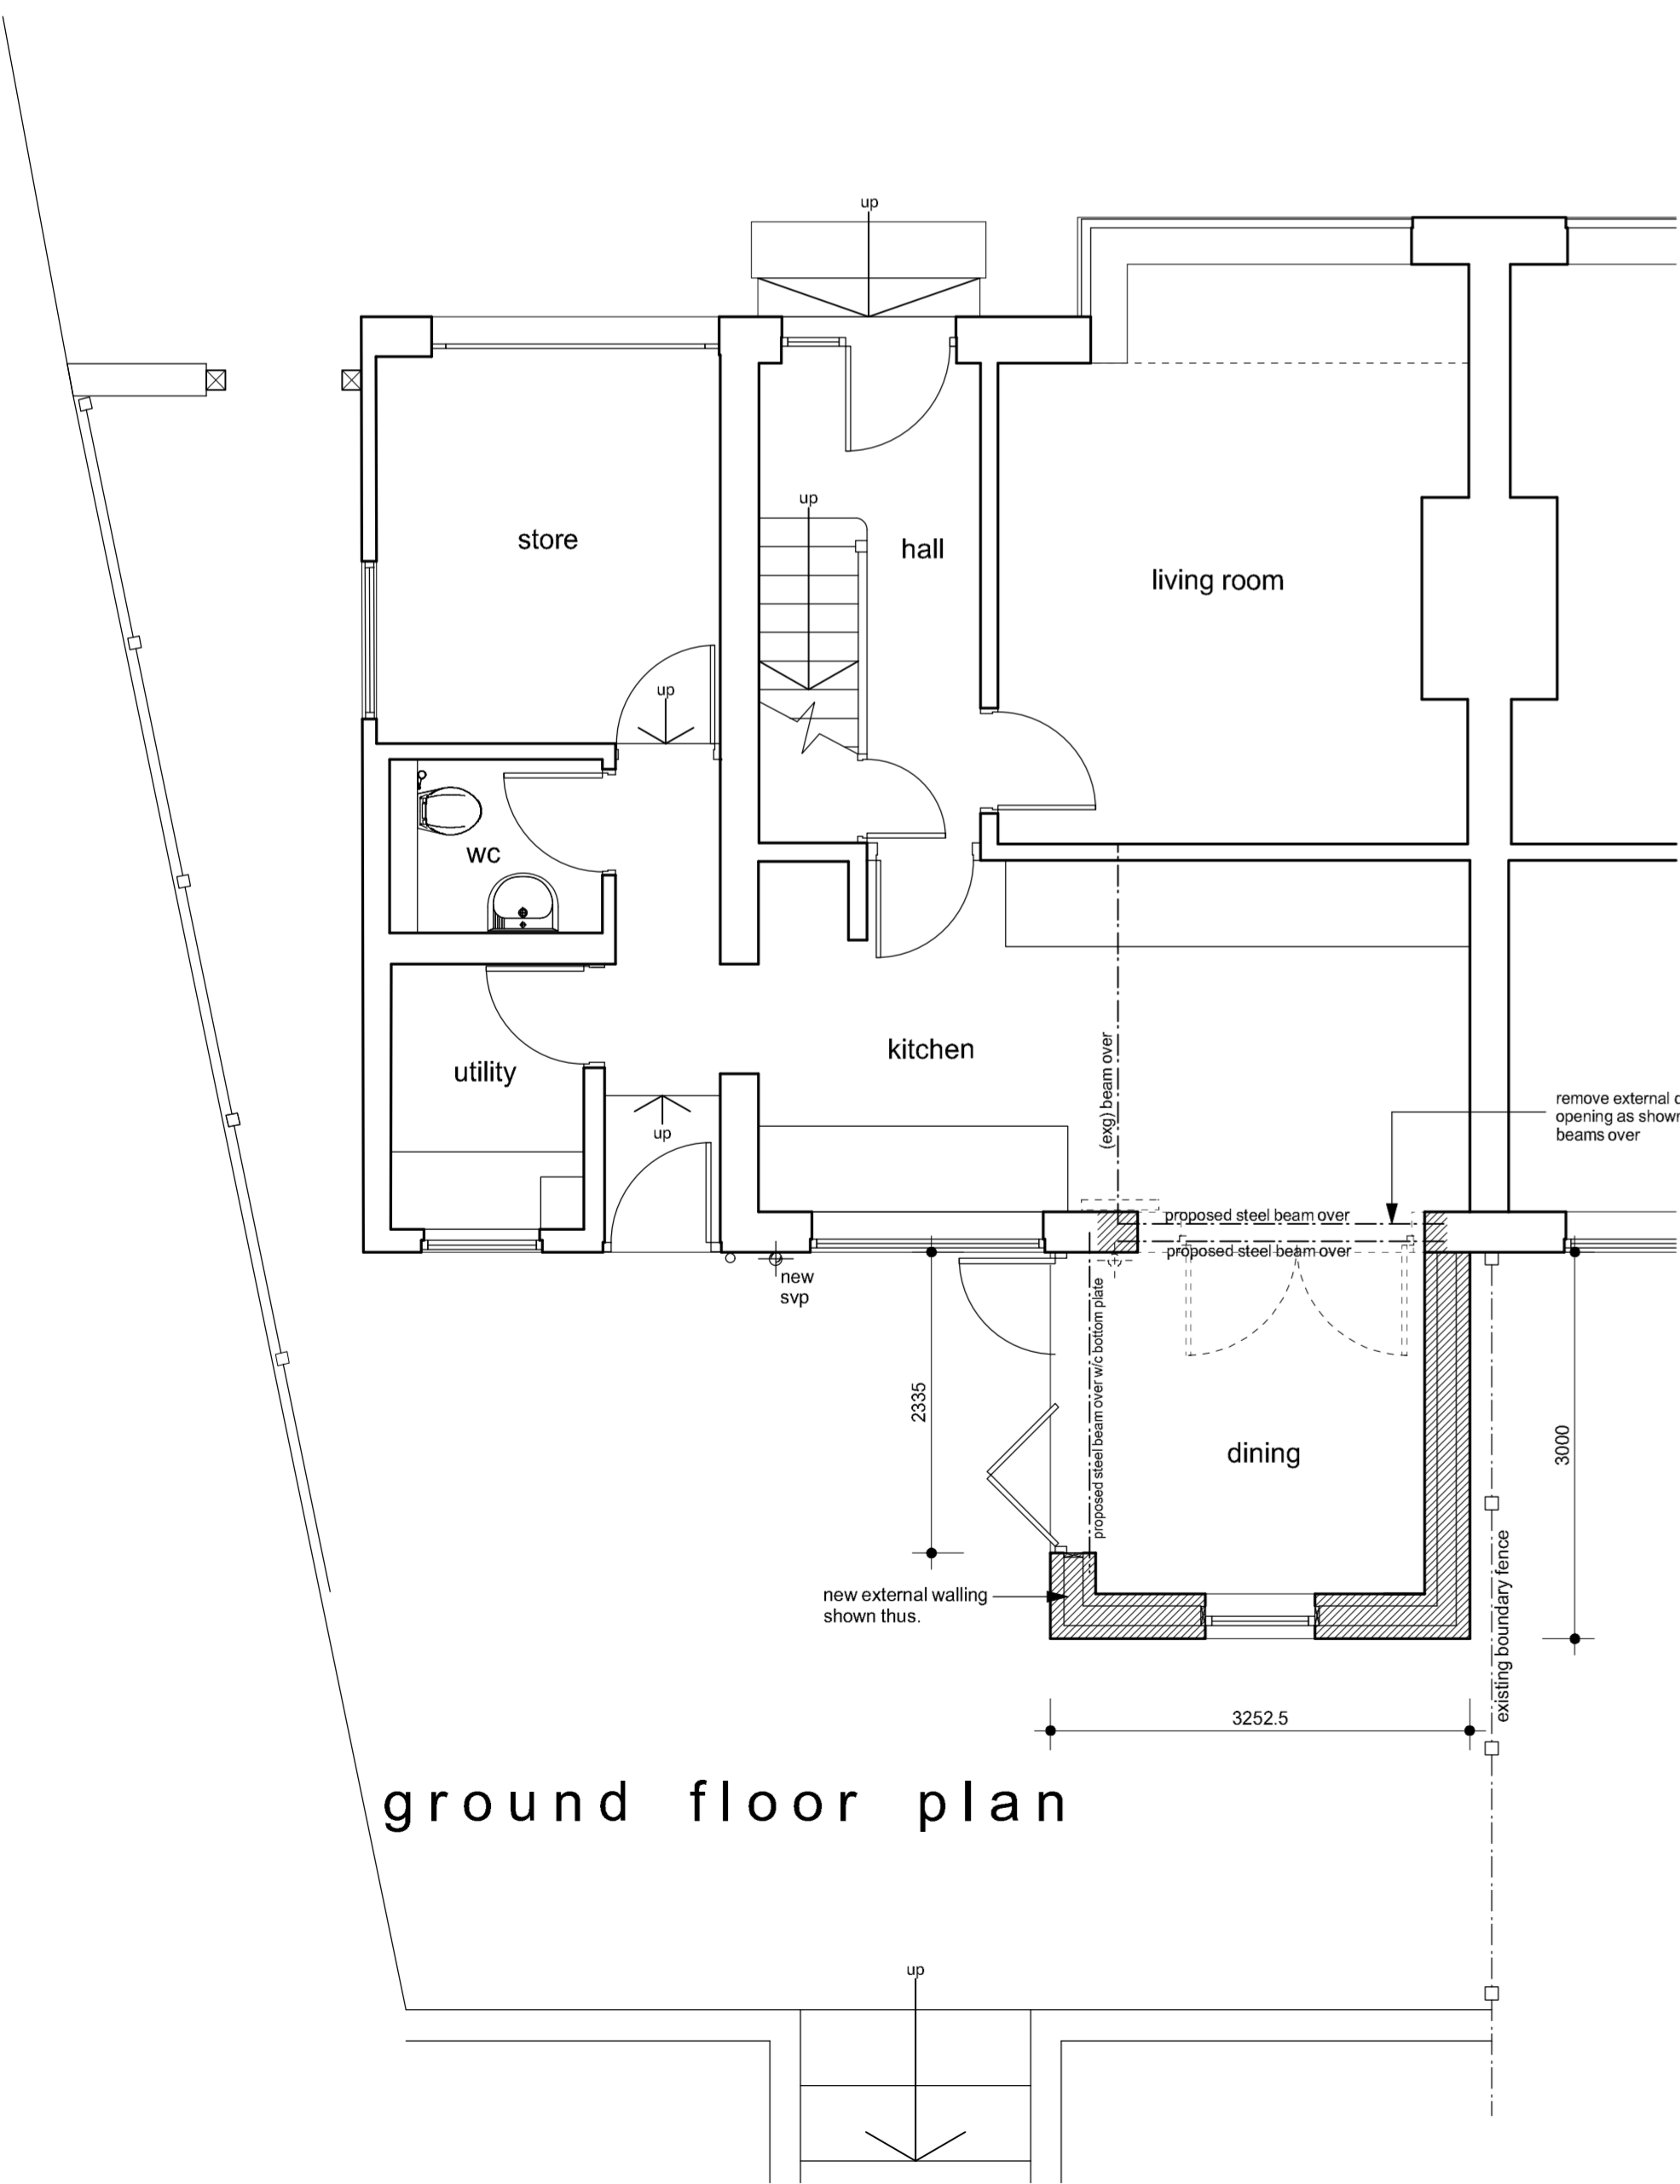 up
up
store
hall
living room
up
wc
kitchen
utility
(exg) beam over
remove external
opening as shown
beams over
up
proposed steel beam over
proposed steel beam over
new
svp
proposed steel beam over w/c bottom plate
2335
dining
3000
new external walling
shown thus.
existing boundary fence
3252.5
ground floor plan
up